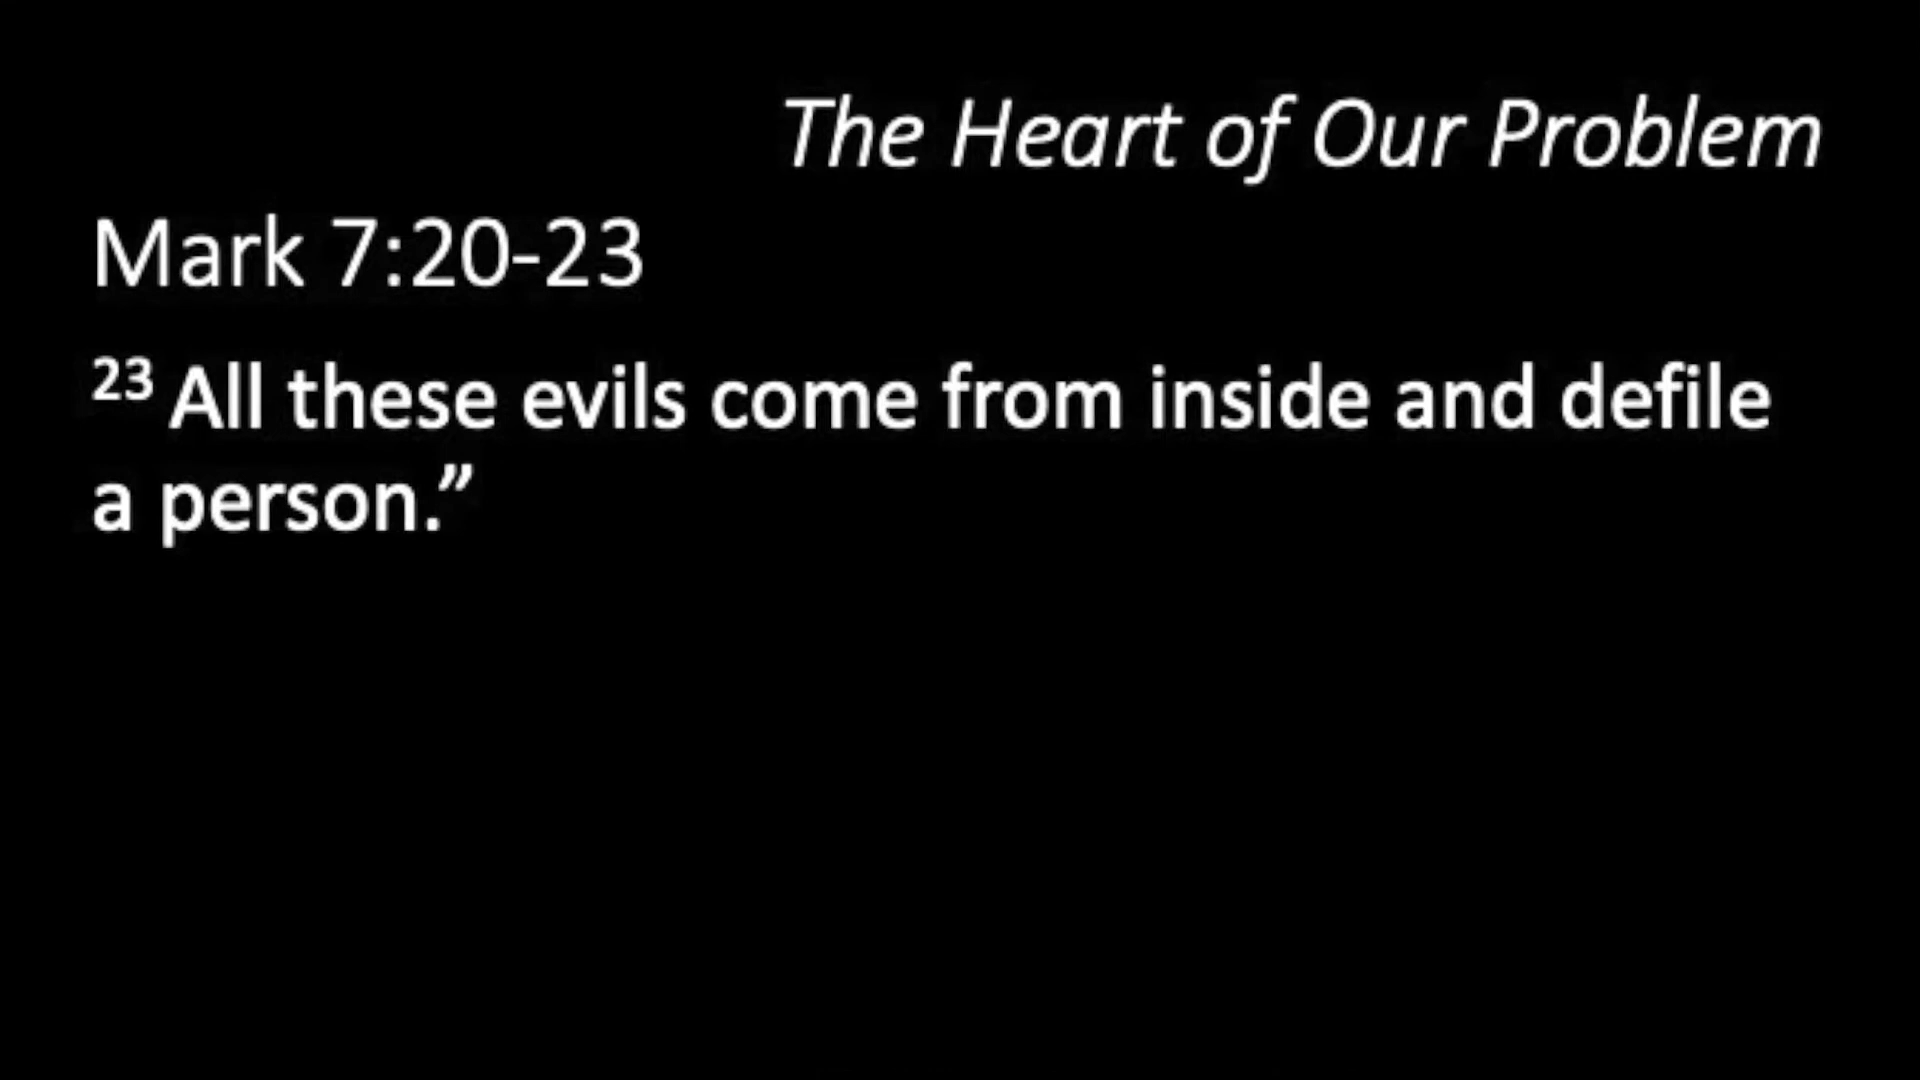 The Heart of Our Problem
Mark 7:20-23
²³ All these evils come from inside and defile
a person.”